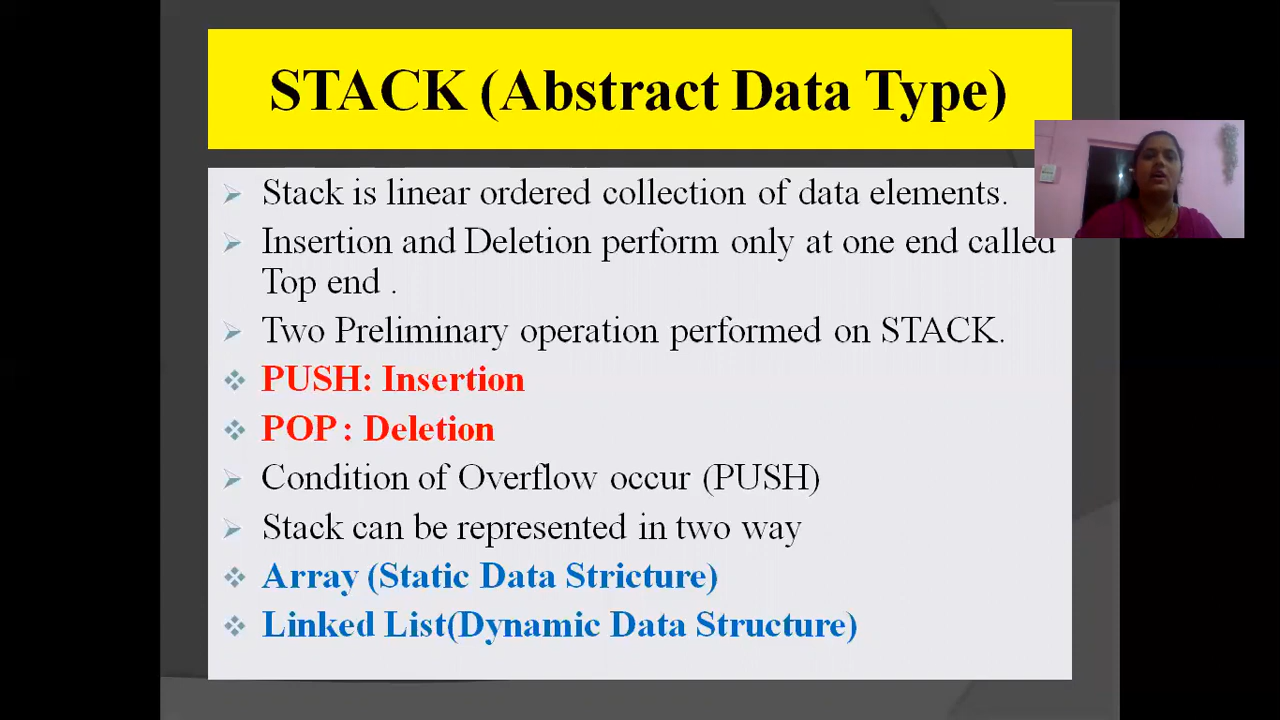 STACK (Abstract Data Type)
Stack is linear ordered collection of data elements.
Insertion and Deletion perform only at one end called
Top end .
Two Preliminary operation performed on STACK.
PUSH: Insertion
POP : Deletion
Condition of Overflow occur (PUSH)
Stack can be represented in two way
Array (Static Data Stricture)
Linked List(Dynamic Data Structure)